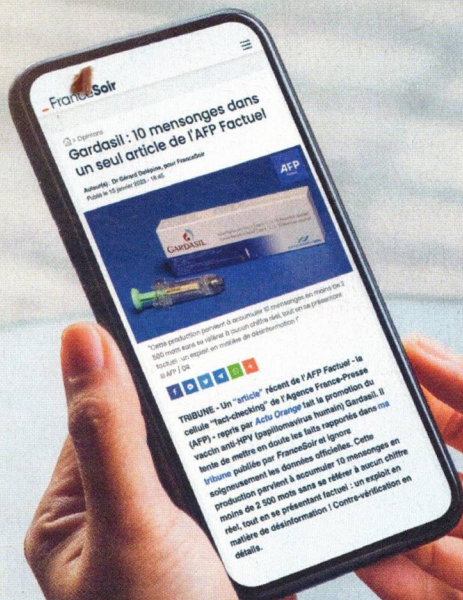 FranceSoir
> Opinions
Gardasil : 10 mensonges dans
un seul article de l'AFP Factuel
Auteur(s): Dr Gérard Delépine, pour FranceSoir
Publié le 13 janvier 2023 - 18:40
AFP
GARDASIL
"Cette production parvient à accumuler 10 mensonges en moins de 2
500 mots sans se référer à aucun chiffre réel, tout en se présentant
factuel : un exploit en matière de désinformation !"
AFP /
TRIBUNE - Un "article" récent de l'AFP Factuel - la
cellule "fact-checking" de l'Agence France-Presse
(AFP) - repris par Actu Orange fait la promotion du
vaccin anti-HPV (papillomavirus humain) Gardasil. Il
tente de mettre en doute les faits rapportés dans ma
tribune publiée par FranceSoir et ignore
soigneusement les données officielles. Cette
production parvient à accumuler 10 mensonges en
moins de 2 500 mots sans se référer à aucun chiffre
réel, tout en se présentant factuel : un exploit en
matière de désinformation ! Contre-vérification en
détails.